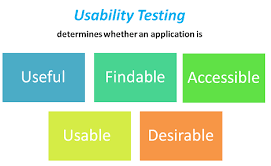 Usability Testing
determines whether an application is
Useful
Findable
Accessible
Usable
Desirable